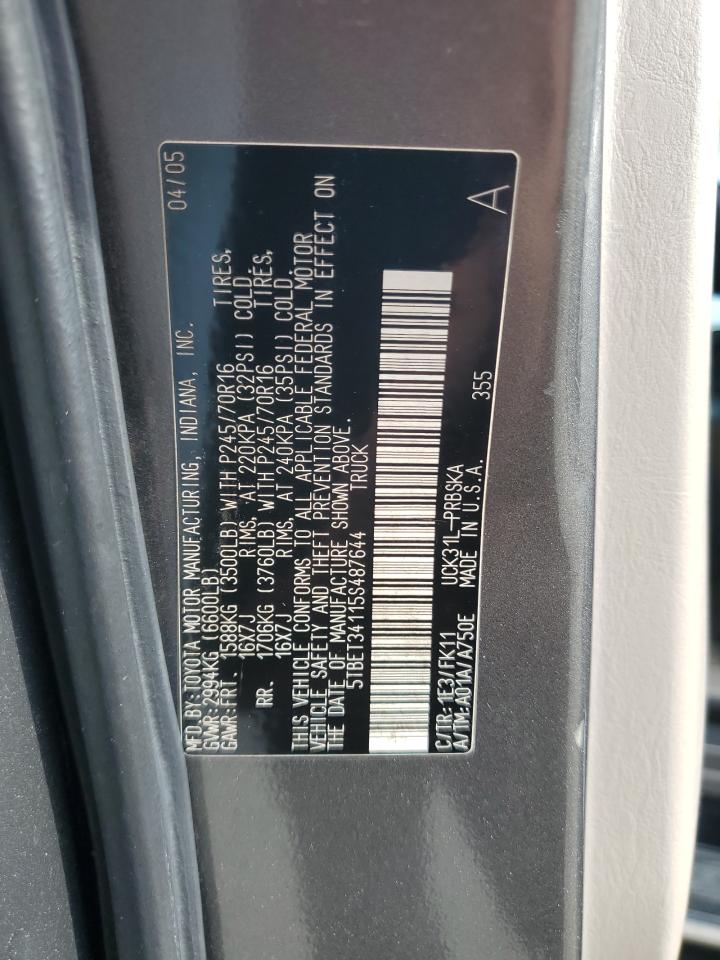 MFD.BY:TOYOTA MOTOR MANUFACTURING, INDIANA, INC. 04/05
GVWR:2994KG (6600LB)
GAWR:FRT. 1588KG (3500LB) WITH P245/70R16 TIRES,
16X7J RIMS, AT 220KPA (32PSI) COLD.
RR. 1706KG (3760LB) WITH P245/70R16 TIRES,
16X7J RIMS, AT 240KPA (35PSI) COLD.
THIS VEHICLE CONFORMS TO ALL APPLICABLE FEDERAL MOTOR
VEHICLE SAFETY AND THEFT PREVENTION STANDARDS IN EFFECT ON
THE DATE OF MANUFACTURE SHOWN ABOVE.
5TBET34115S487644 TRUCK
C/TR:1E3/FK11 UCK31L-PRBSKA 355 A
A/TM:A01A/A750E MADE IN U.S.A.